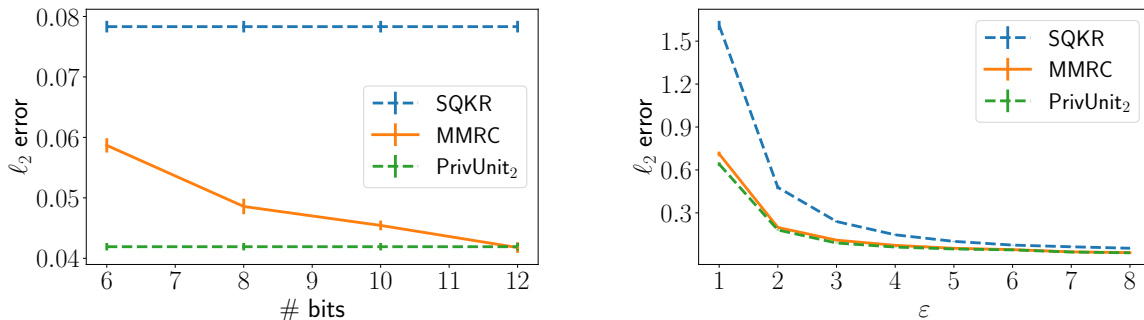 0.08
0.07
0.06
0.05
0.04
ℓ₂ error
6 7 8 9 10 11 12
# bits
SQKR
MMRC
PrivUnit₂
1.5
1.2
0.9
0.6
0.3
ℓ₂ error
1 2 3 4 5 6 7 8
ε
SQKR
MMRC
PrivUnit₂